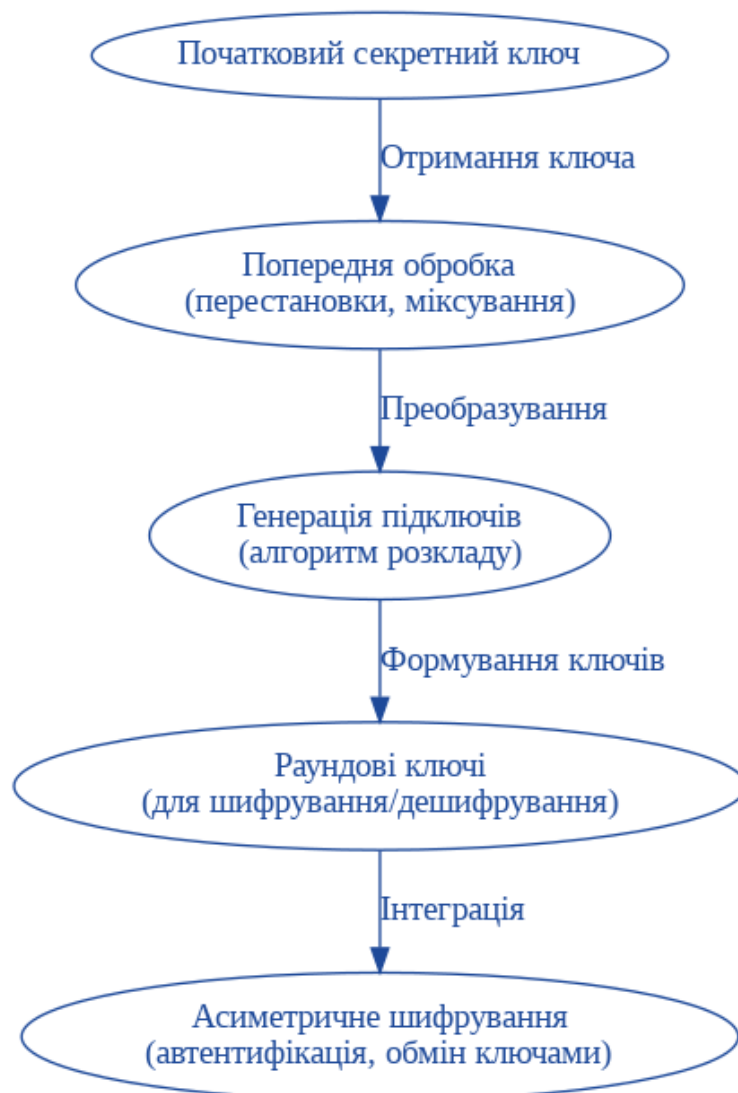 Початковий секретний ключ
Отримання ключа
Попередня обробка
(перестановки, міксування)
Преобразування
Генерація підключів
(алгоритм розкладу)
Формування ключів
Раундові ключі
(для шифрування/дешифрування)
Інтеграція
Асиметричне шифрування
(автентифікація, обмін ключами)